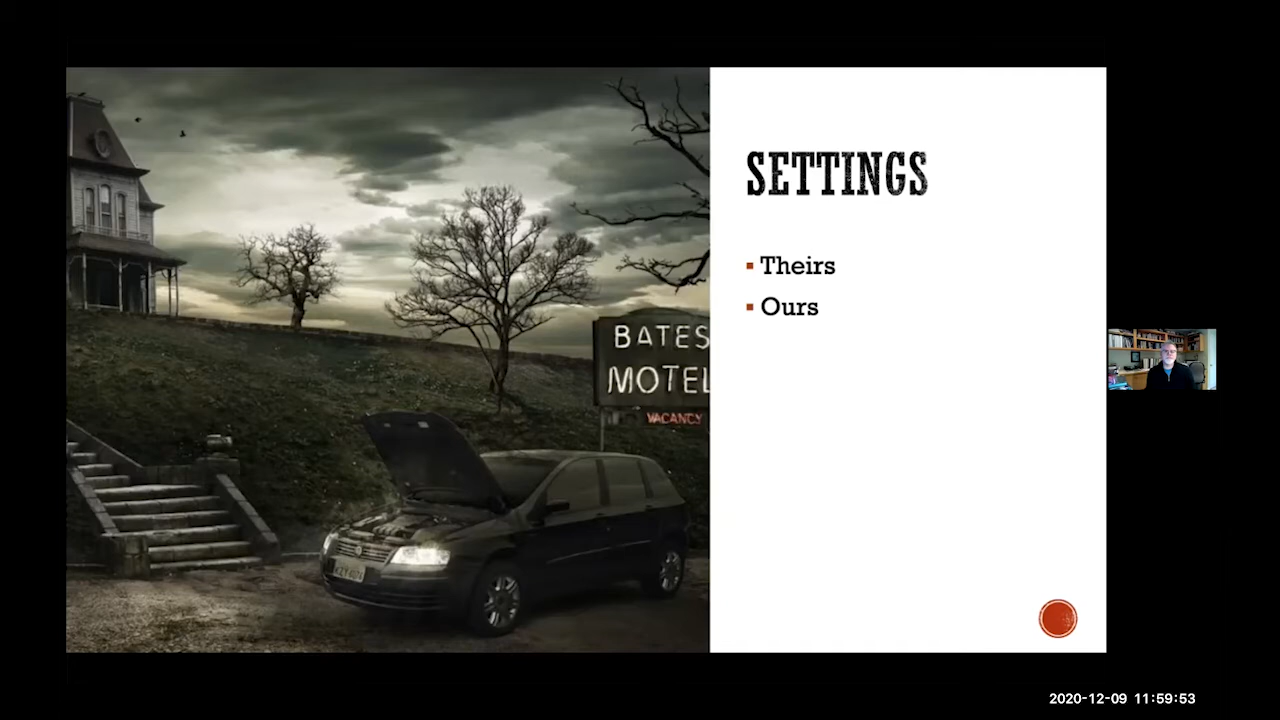 SETTINGS
Theirs
Ours
BATES
MOTEL
VACANCY
2020-12-09 11:59:53